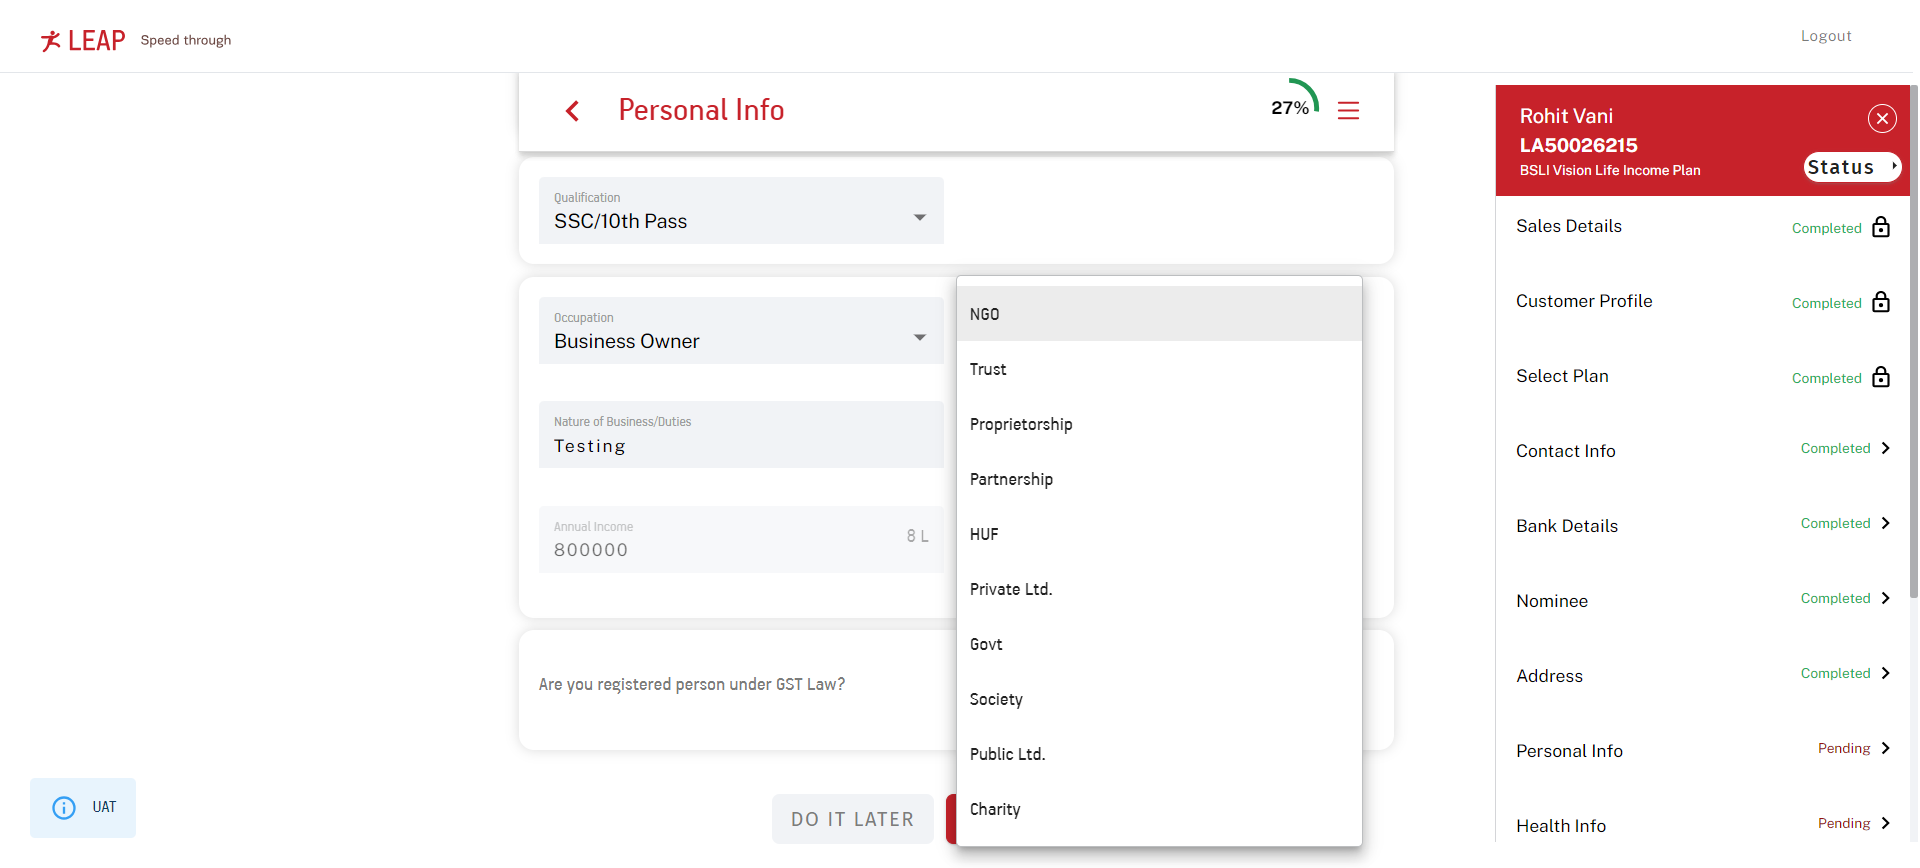 LEAP Speed through
Logout
Personal Info
27%
Qualification
SSC/10th Pass
Occupation
Business Owner
Nature of Business/Duties
Testing
Annual Income
800000
8 L
Are you registered person under GST Law?
NGO
Trust
Proprietorship
Partnership
HUF
Private Ltd.
Govt
Society
Public Ltd.
Charity
DO IT LATER
UAT
Rohit Vani
LA50026215
BSLI Vision Life Income Plan
Status
Sales Details Completed
Customer Profile Completed
Select Plan Completed
Contact Info Completed
Bank Details Completed
Nominee Completed
Address Completed
Personal Info Pending
Health Info Pending